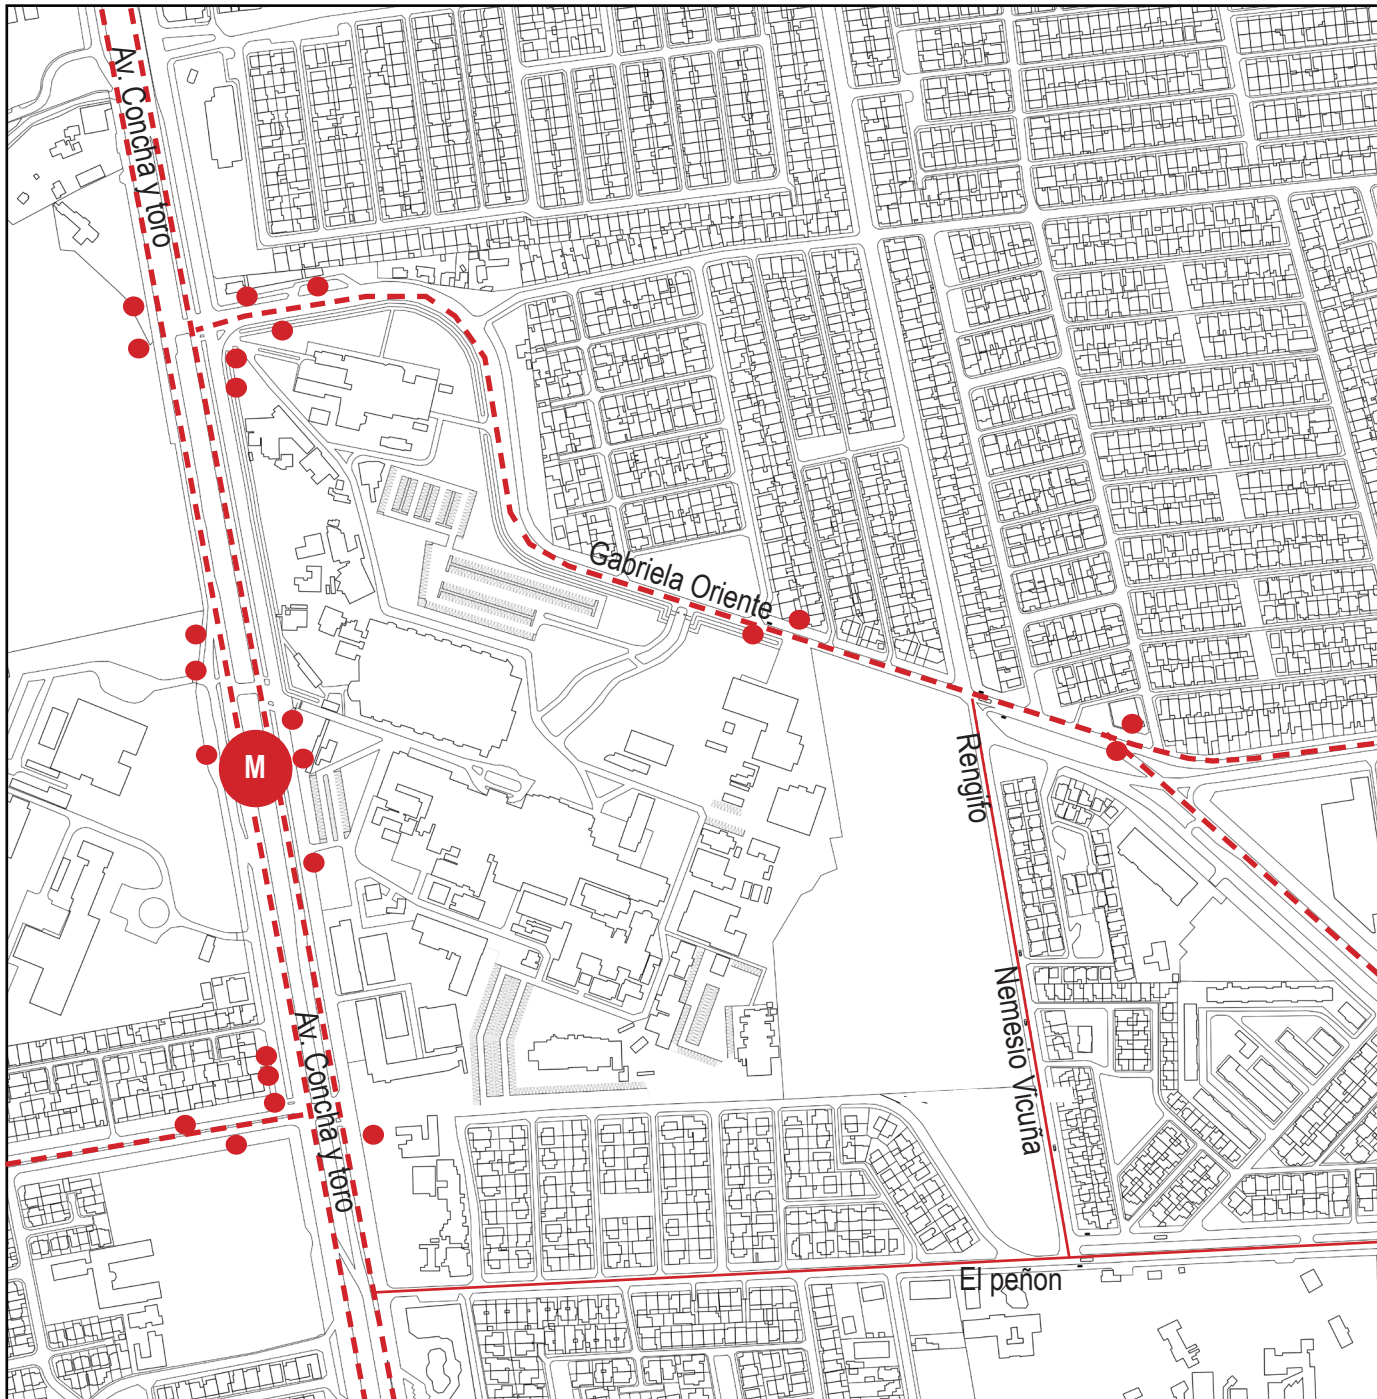 Av. Concha y toro
Gabriela Oriente
Rengifo
M
Nemesio Vicuña
Av. Concha y toro
El peñon